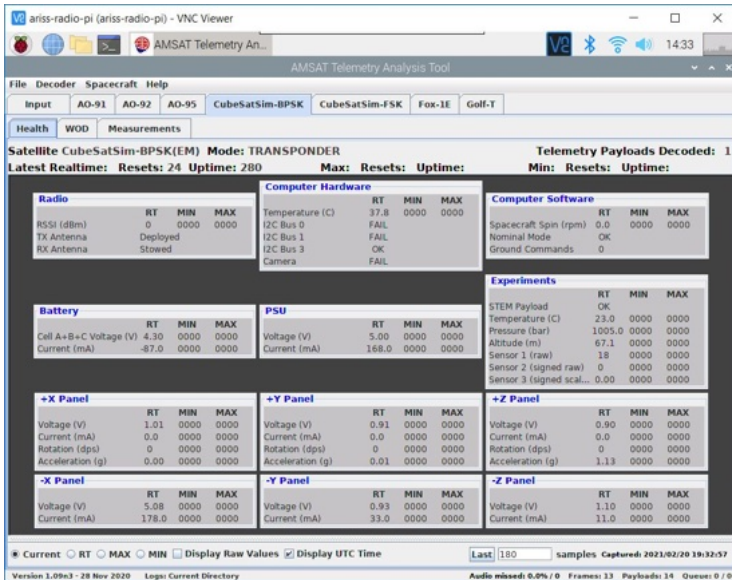 ariss-radio-pi (ariss-radio-pi) - VNC Viewer
AMSAT Telemetry An...
14:33
AMSAT Telemetry Analysis Tool
File Decoder Spacecraft Help
Input AO-91 AO-92 AO-95 CubeSatSim-BPSK CubeSatSim-FSK Fox-1E Golf-T
Health WOD Measurements
Satellite CubeSatSim-BPSK(EM) Mode: TRANSPONDER Telemetry Payloads Decoded: 1
Latest Realtime: Resets: 24 Uptime: 280 Max: Resets: Uptime: Min: Resets: Uptime:
Radio
RT MIN MAX
RSSI (dBm) 0 0000 0000
TX Antenna Deployed
RX Antenna Stowed
Computer Hardware
RT MIN MAX
Temperature (C) 37.8 0000 0000
I2C Bus 0 FAIL
I2C Bus 1 FAIL
I2C Bus 3 OK
Camera FAIL
Computer Software
RT MIN MAX
Spacecraft Spin (rpm) 0.0 0000 0000
Nominal Mode OK
Ground Commands 0
Battery
RT MIN MAX
Cell A+B+C Voltage (V) 4.30 0000 0000
Current (mA) -87.0 0000 0000
PSU
RT MIN MAX
Voltage (V) 5.00 0000 0000
Current (mA) 168.0 0000 0000
Experiments
RT MIN MAX
STEM Payload OK
Temperature (C) 23.0 0000 0000
Pressure (bar) 1005.0 0000 0000
Altitude (m) 67.1 0000 0000
Sensor 1 (raw) 18 0000 0000
Sensor 2 (signed raw) 0 0000 0000
Sensor 3 (signed scal... 0.00 0000 0000
+X Panel
RT MIN MAX
Voltage (V) 1.01 0000 0000
Current (mA) 0.0 0000 0000
Rotation (dps) 0 0000 0000
Acceleration (g) 0.00 0000 0000
+Y Panel
RT MIN MAX
Voltage (V) 0.91 0000 0000
Current (mA) 0.0 0000 0000
Rotation (dps) 0 0000 0000
Acceleration (g) 0.01 0000 0000
+Z Panel
RT MIN MAX
Voltage (V) 0.90 0000 0000
Current (mA) 0.0 0000 0000
Rotation (dps) 0 0000 0000
Acceleration (g) 1.13 0000 0000
-X Panel
RT MIN MAX
Voltage (V) 5.08 0000 0000
Current (mA) 178.0 0000 0000
-Y Panel
RT MIN MAX
Voltage (V) 0.93 0000 0000
Current (mA) 33.0 0000 0000
-Z Panel
RT MIN MAX
Voltage (V) 1.10 0000 0000
Current (mA) 11.0 0000 0000
Current RT MAX MIN Display Raw Values Display UTC Time Last 180 samples Captured: 2021/02/20 19:32:57
Version 1.09n3 - 28 Nov 2020 Logs: Current Directory Audio missed: 0.0% / 0 Frames: 13 Payloads: 14 Queue: 0 / 0